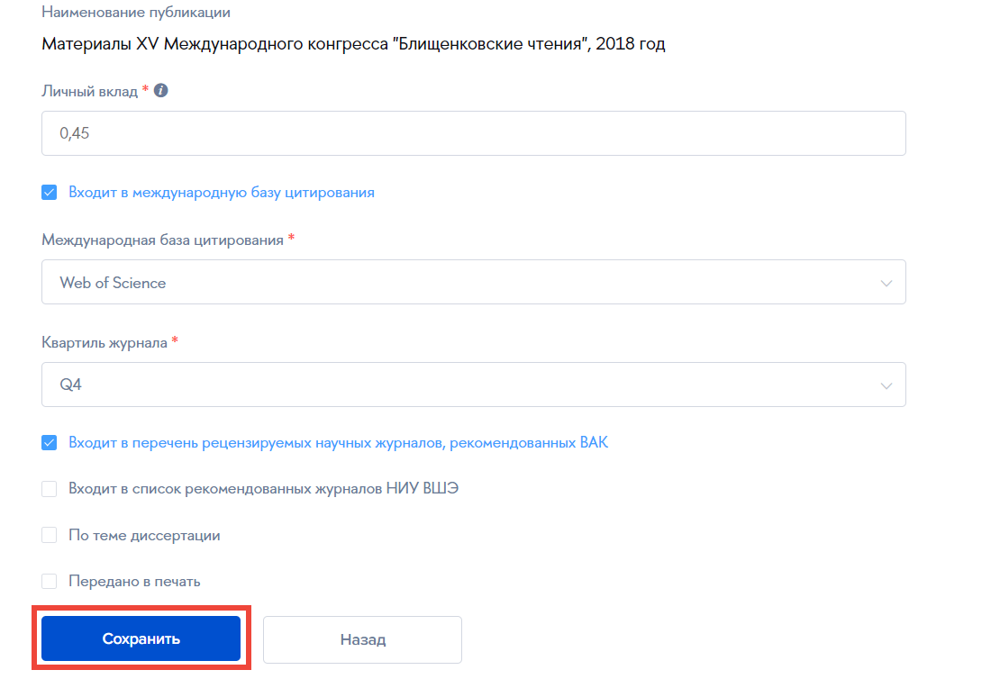 Наименование публикации
Материалы XV Международного конгресса "Блищенковские чтения", 2018 год
Личный вклад * i
0,45
Входит в международную базу цитирования
Международная база цитирования *
Web of Science
Квартиль журнала *
Q4
Входит в перечень рецензируемых научных журналов, рекомендованных ВАК
Входит в список рекомендованных журналов НИУ ВШЭ
По теме диссертации
Передано в печать
Сохранить
Назад